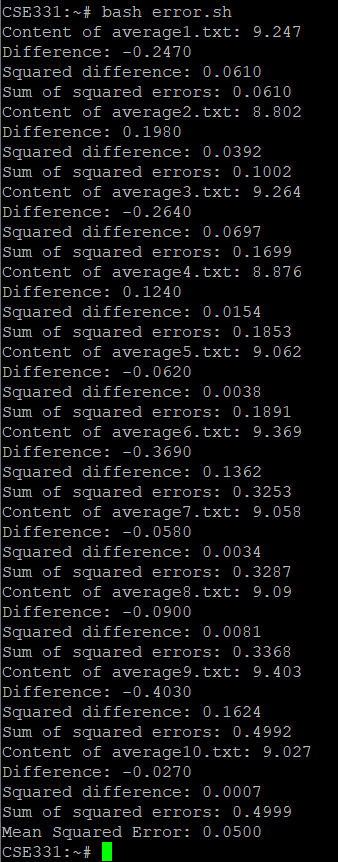 CSE331:~# bash error.sh
Content of average1.txt: 9.247
Difference: -0.2470
Squared difference: 0.0610
Sum of squared errors: 0.0610
Content of average2.txt: 8.802
Difference: 0.1980
Squared difference: 0.0392
Sum of squared errors: 0.1002
Content of average3.txt: 9.264
Difference: -0.2640
Squared difference: 0.0697
Sum of squared errors: 0.1699
Content of average4.txt: 8.876
Difference: 0.1240
Squared difference: 0.0154
Sum of squared errors: 0.1853
Content of average5.txt: 9.062
Difference: -0.0620
Squared difference: 0.0038
Sum of squared errors: 0.1891
Content of average6.txt: 9.369
Difference: -0.3690
Squared difference: 0.1362
Sum of squared errors: 0.3253
Content of average7.txt: 9.058
Difference: -0.0580
Squared difference: 0.0034
Sum of squared errors: 0.3287
Content of average8.txt: 9.09
Difference: -0.0900
Squared difference: 0.0081
Sum of squared errors: 0.3368
Content of average9.txt: 9.403
Difference: -0.4030
Squared difference: 0.1624
Sum of squared errors: 0.4992
Content of average10.txt: 9.027
Difference: -0.0270
Squared difference: 0.0007
Sum of squared errors: 0.4999
Mean Squared Error: 0.0500
CSE331:~#